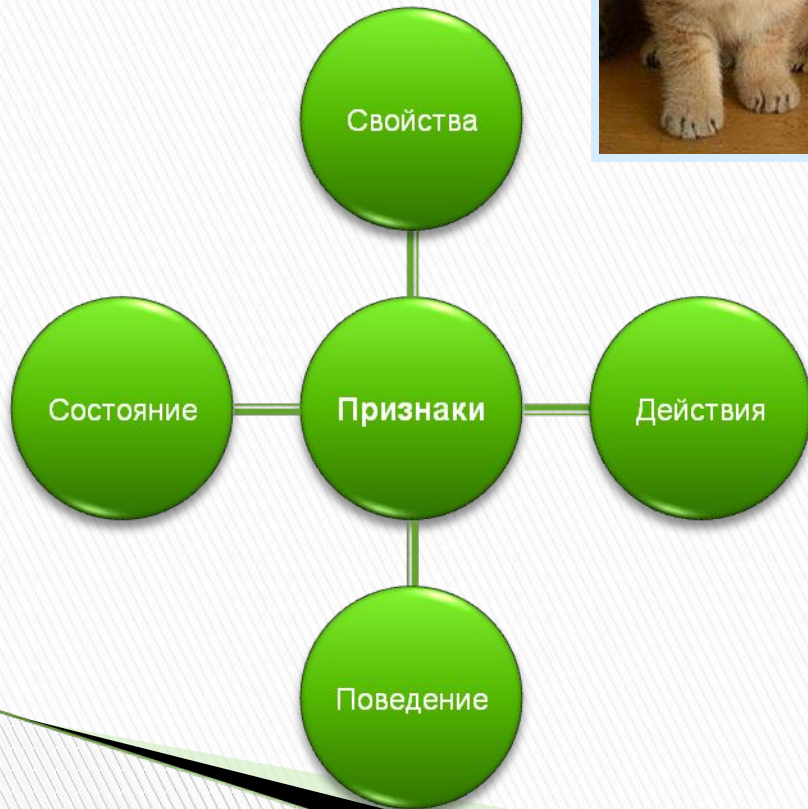 Свойства
Состояние
Признаки
Действия
Поведение